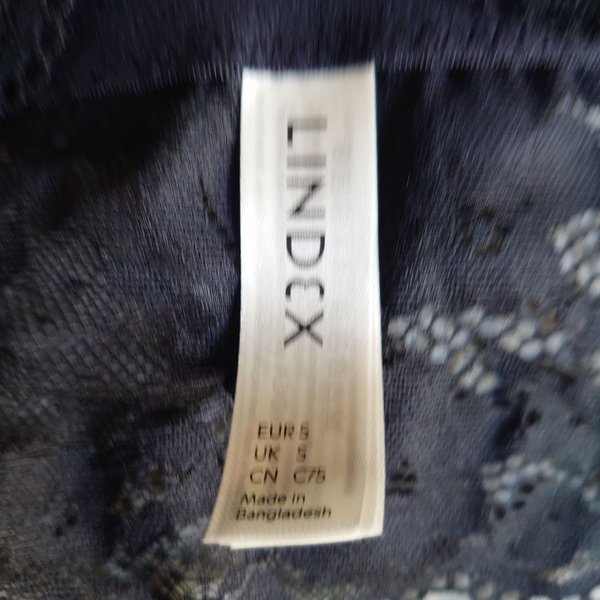 LINDEX
EUR S
UK S
CN C75
Made in
Bangladesh